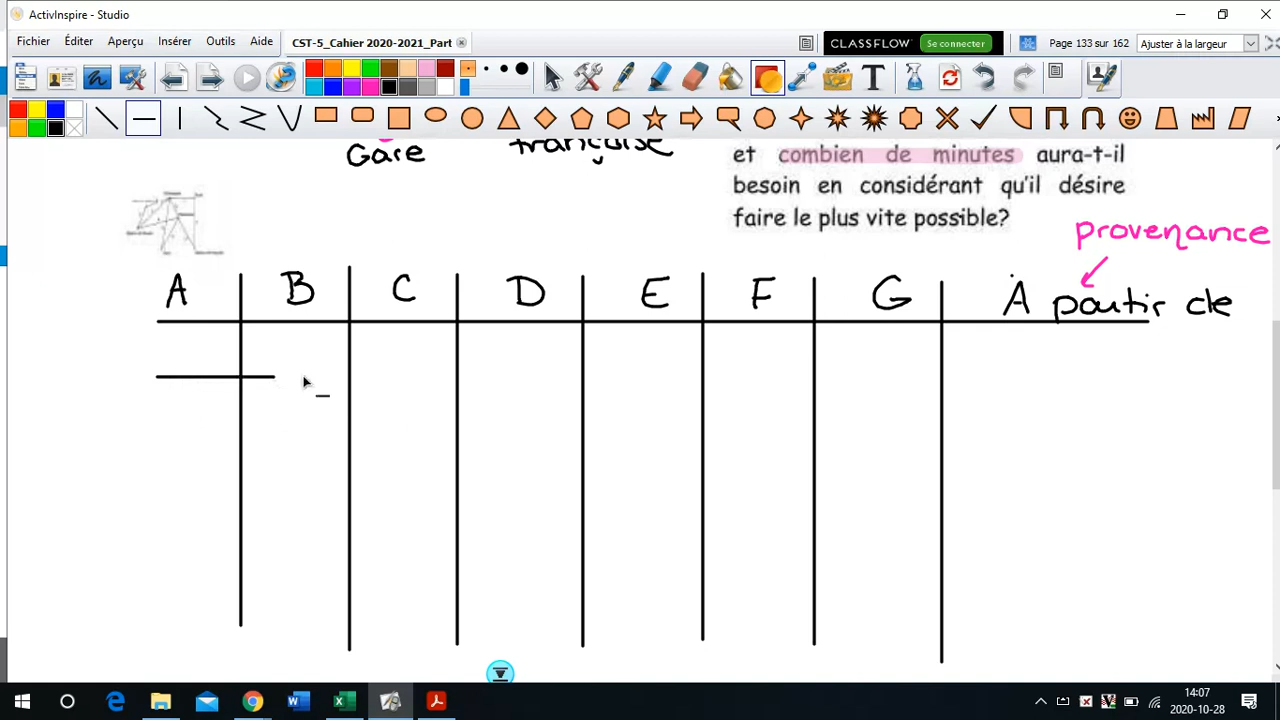 ActivInspire - Studio
Fichier Éditer Aperçu Insérer Outils Aide CST-5_Cahier 2020-2021_Part CLASSFLOW Se connecter Page 133 sur 162 Ajuster à la largeur
Gare française
et combien de minutes aura-t-il
besoin en considérant qu'il désire
faire le plus vite possible?
provenance
A B C D E F G À partir de
14:07
2020-10-28